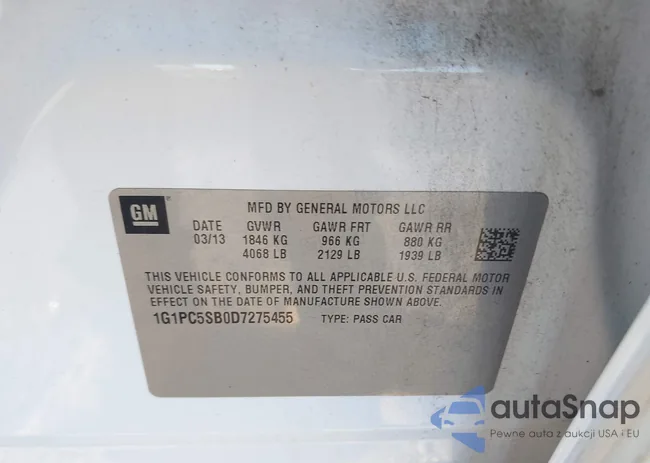 GM
MFD BY GENERAL MOTORS LLC
DATE GVWR GAWR FRT GAWR RR
03/13 1846 KG 966 KG 880 KG
4068 LB 2129 LB 1939 LB
THIS VEHICLE CONFORMS TO ALL APPLICABLE U.S. FEDERAL MOTOR
VEHICLE SAFETY, BUMPER, AND THEFT PREVENTION STANDARDS IN
EFFECT ON THE DATE OF MANUFACTURE SHOWN ABOVE.
1G1PC5SB0D7275455 TYPE: PASS CAR
autoSnap
Pewne auta z aukcji USA i EU